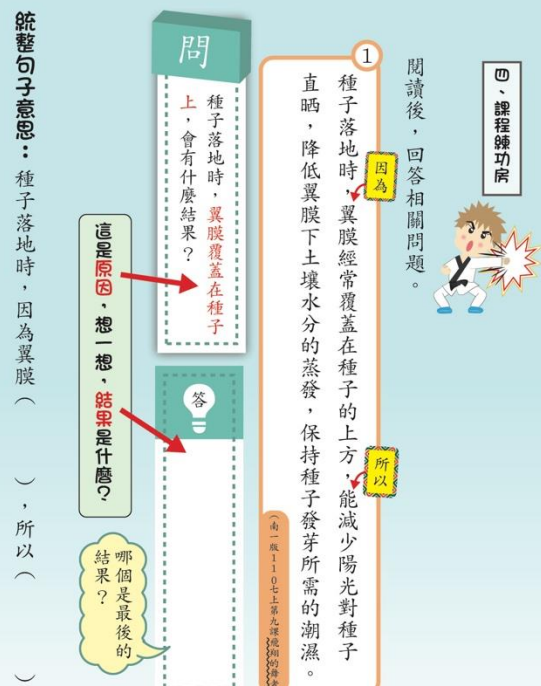 四、課程練功房
閱讀後，回答相關問題。
1
種子落地時，翼膜經常覆蓋在種子的上方，能減少陽光對種子
直晒，降低翼膜下土壤水分的蒸發，保持種子發芽所需的潮濕。
因為
所以
（南一版110七上第九課飛翔的舞者
問
種子落地時，翼膜覆蓋在種子
上，會有什麼結果？
答
這是原因，想一想，結果是什麼？
哪個是最後的
結果？
統整句子意思：種子落地時，因為翼膜（　　），所以（　　）